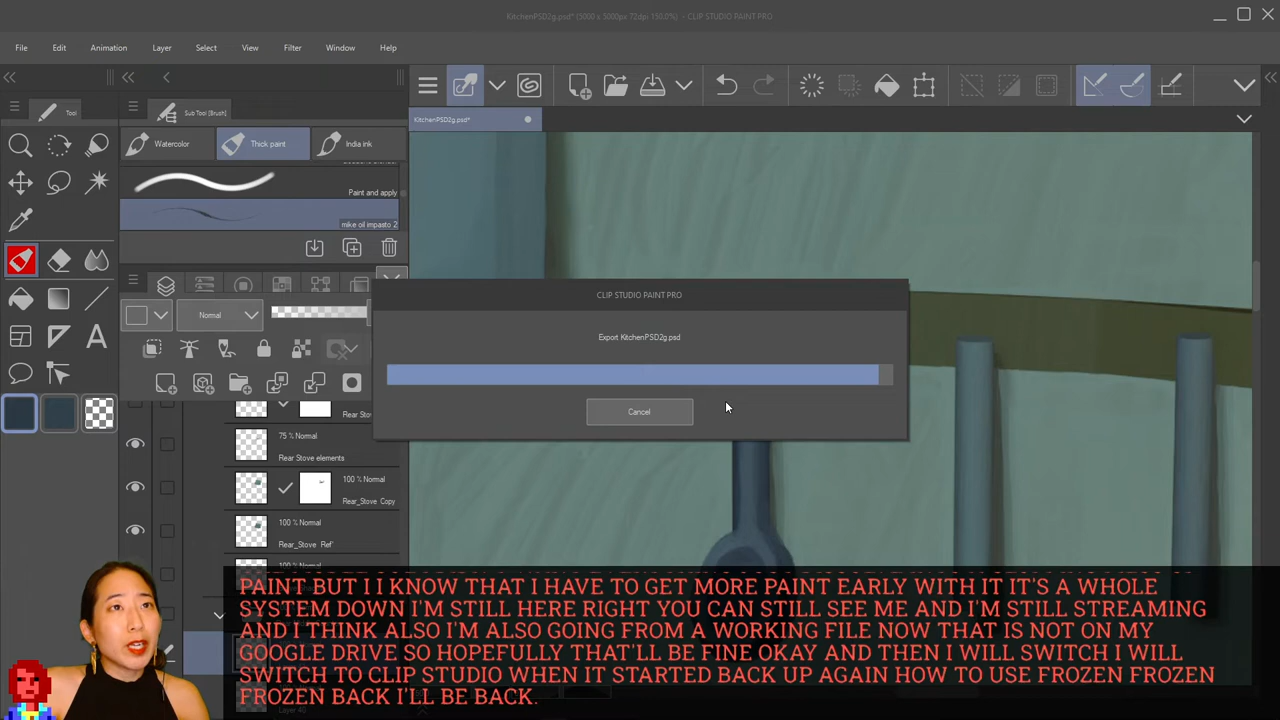 KitchenPSD2g.psd* (5000 x 5000px 72dpi 150.0%) - CLIP STUDIO PAINT PRO
File Edit Animation Layer Select View Filter Window Help
Tool
Sub Tool [Brush]
KitchenPSD2g.psd*
Watercolor Thick paint India ink
Paint and apply
mike oil impasto 2
Normal
CLIP STUDIO PAINT PRO
Export KitchenPSD2g.psd
Cancel
Rear Sto
75 % Normal
Rear Stove elements
100 % Normal
Rear_Stove Copy
100 % Normal
Rear_Stove Ref'
100 % Normal
PAINT BUT I I KNOW THAT I HAVE TO GET MORE PAINT EARLY WITH IT IT'S A WHOLE
SYSTEM DOWN I'M STILL HERE RIGHT YOU CAN STILL SEE ME AND I'M STILL STREAMING
AND I THINK ALSO I'M ALSO GOING FROM A WORKING FILE NOW THAT IS NOT ON MY
GOOGLE DRIVE SO HOPEFULLY THAT'LL BE FINE OKAY AND THEN I WILL SWITCH I WILL
SWITCH TO CLIP STUDIO WHEN IT STARTED BACK UP AGAIN HOW TO USE FROZEN FROZEN
FROZEN BACK I'LL BE BACK.